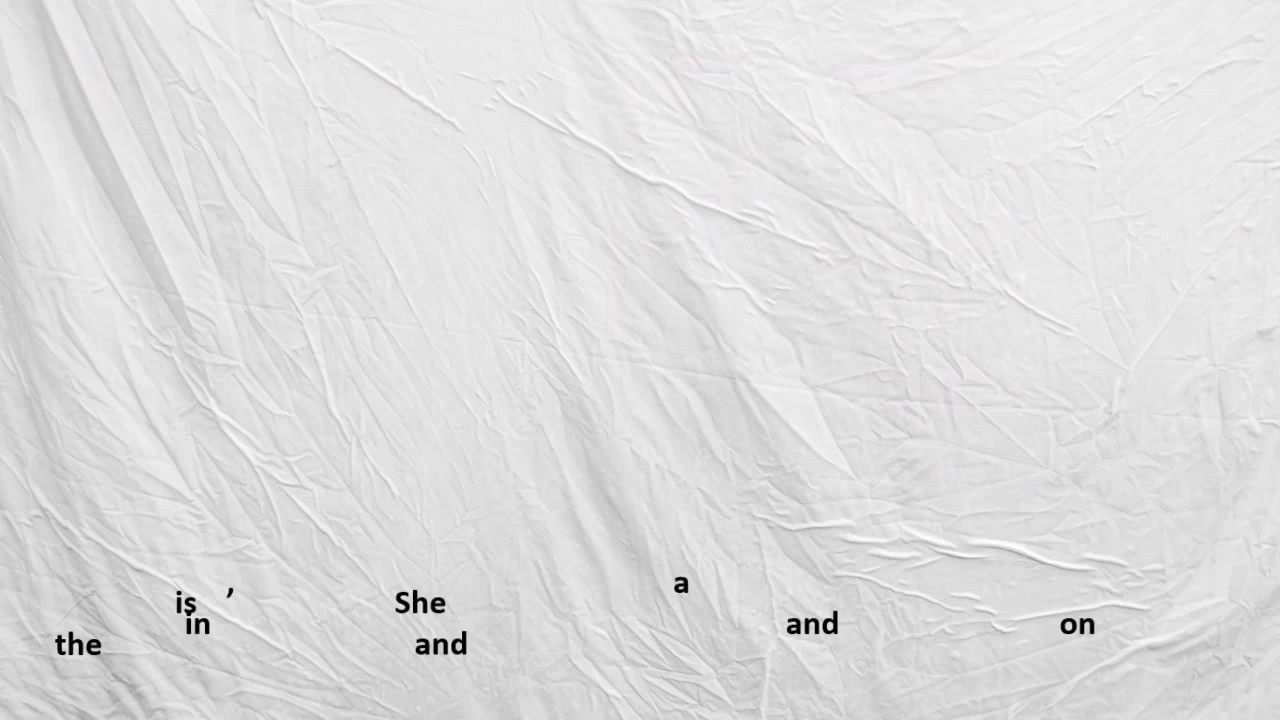 a
is ’ She
in and on
the and